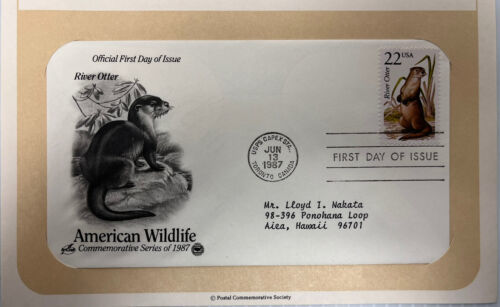 Official First Day of Issue
River Otter
22 USA
River Otter
USPS CAPEX STA.
JUN
13
1987
TORONTO CANADA
FIRST DAY OF ISSUE
Mr. Lloyd I. Nakata
98-396 Ponohana Loop
Aiea, Hawaii 96701
American Wildlife
Commemorative Series of 1987
© Postal Commemorative Society